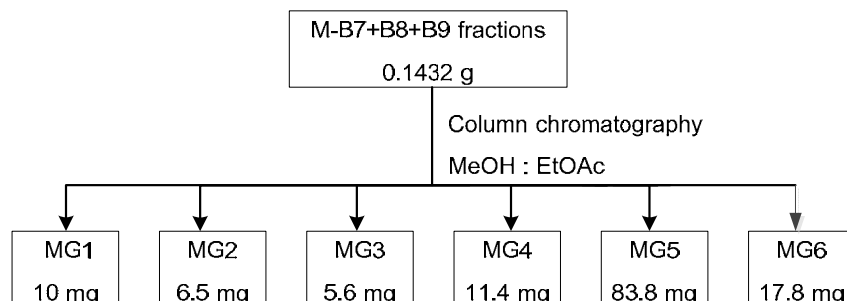 M-B7+B8+B9 fractions
0.1432 g
Column chromatography
MeOH : EtOAc
MG1 MG2 MG3 MG4 MG5 MG6
10 mg 6.5 mg 5.6 mg 11.4 mg 83.8 mg 17.8 mg